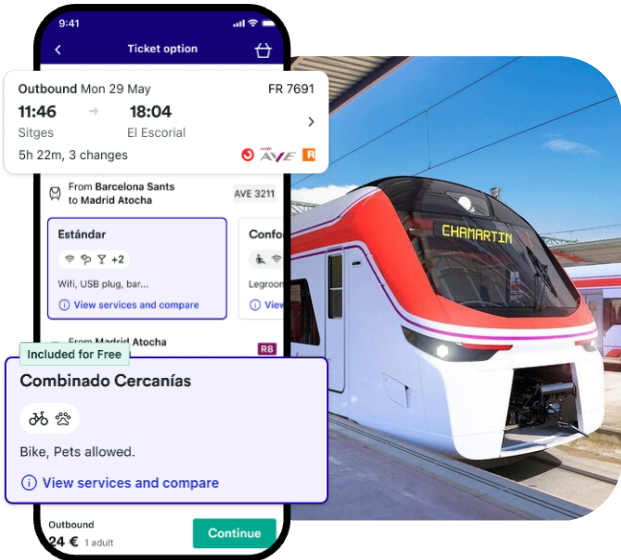 9:41
Ticket option
Outbound Mon 29 May FR 7691
11:46 → 18:04
Sitges El Escorial
5h 22m, 3 changes AVE R
From Barcelona Sants
to Madrid Atocha AVE 3211
Estándar Confo
+2
Wifi, USB plug, bar... Legroon
View services and compare Viev
From Madrid Atocha R8
Included for Free
Combinado Cercanías
Bike, Pets allowed.
View services and compare
Outbound
24 € 1 adult
Continue
CHAMARTIN